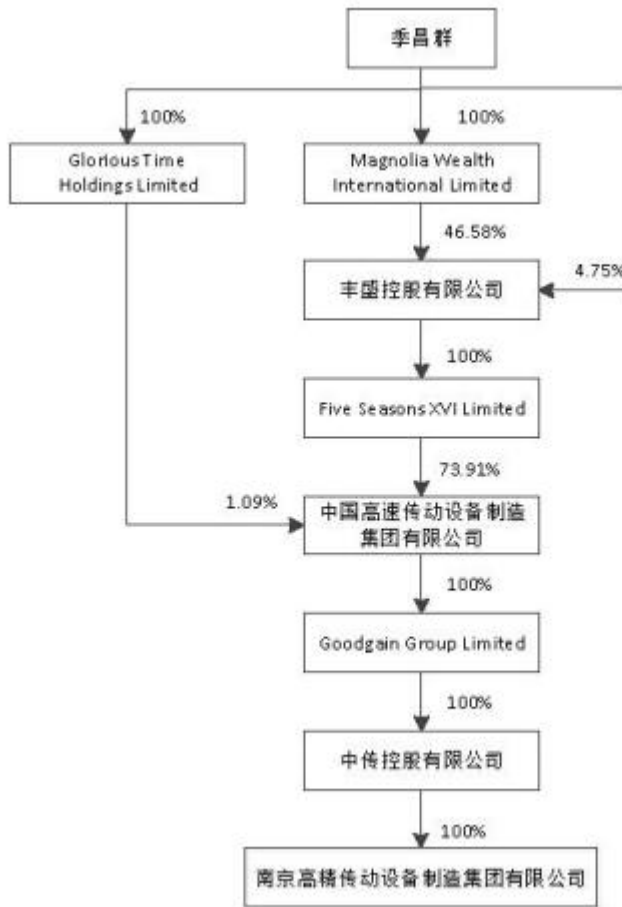 季昌群
100%
100%
Glorious Time
Holdings Limited
Magnolia Wealth
International Limited
46.58%
丰盛控股有限公司
4.75%
100%
Five Seasons XVI Limited
73.91%
1.09%
中国高速传动设备制造
集团有限公司
100%
Goodgain Group Limited
100%
中传控股有限公司
100%
南京高精传动设备制造集团有限公司